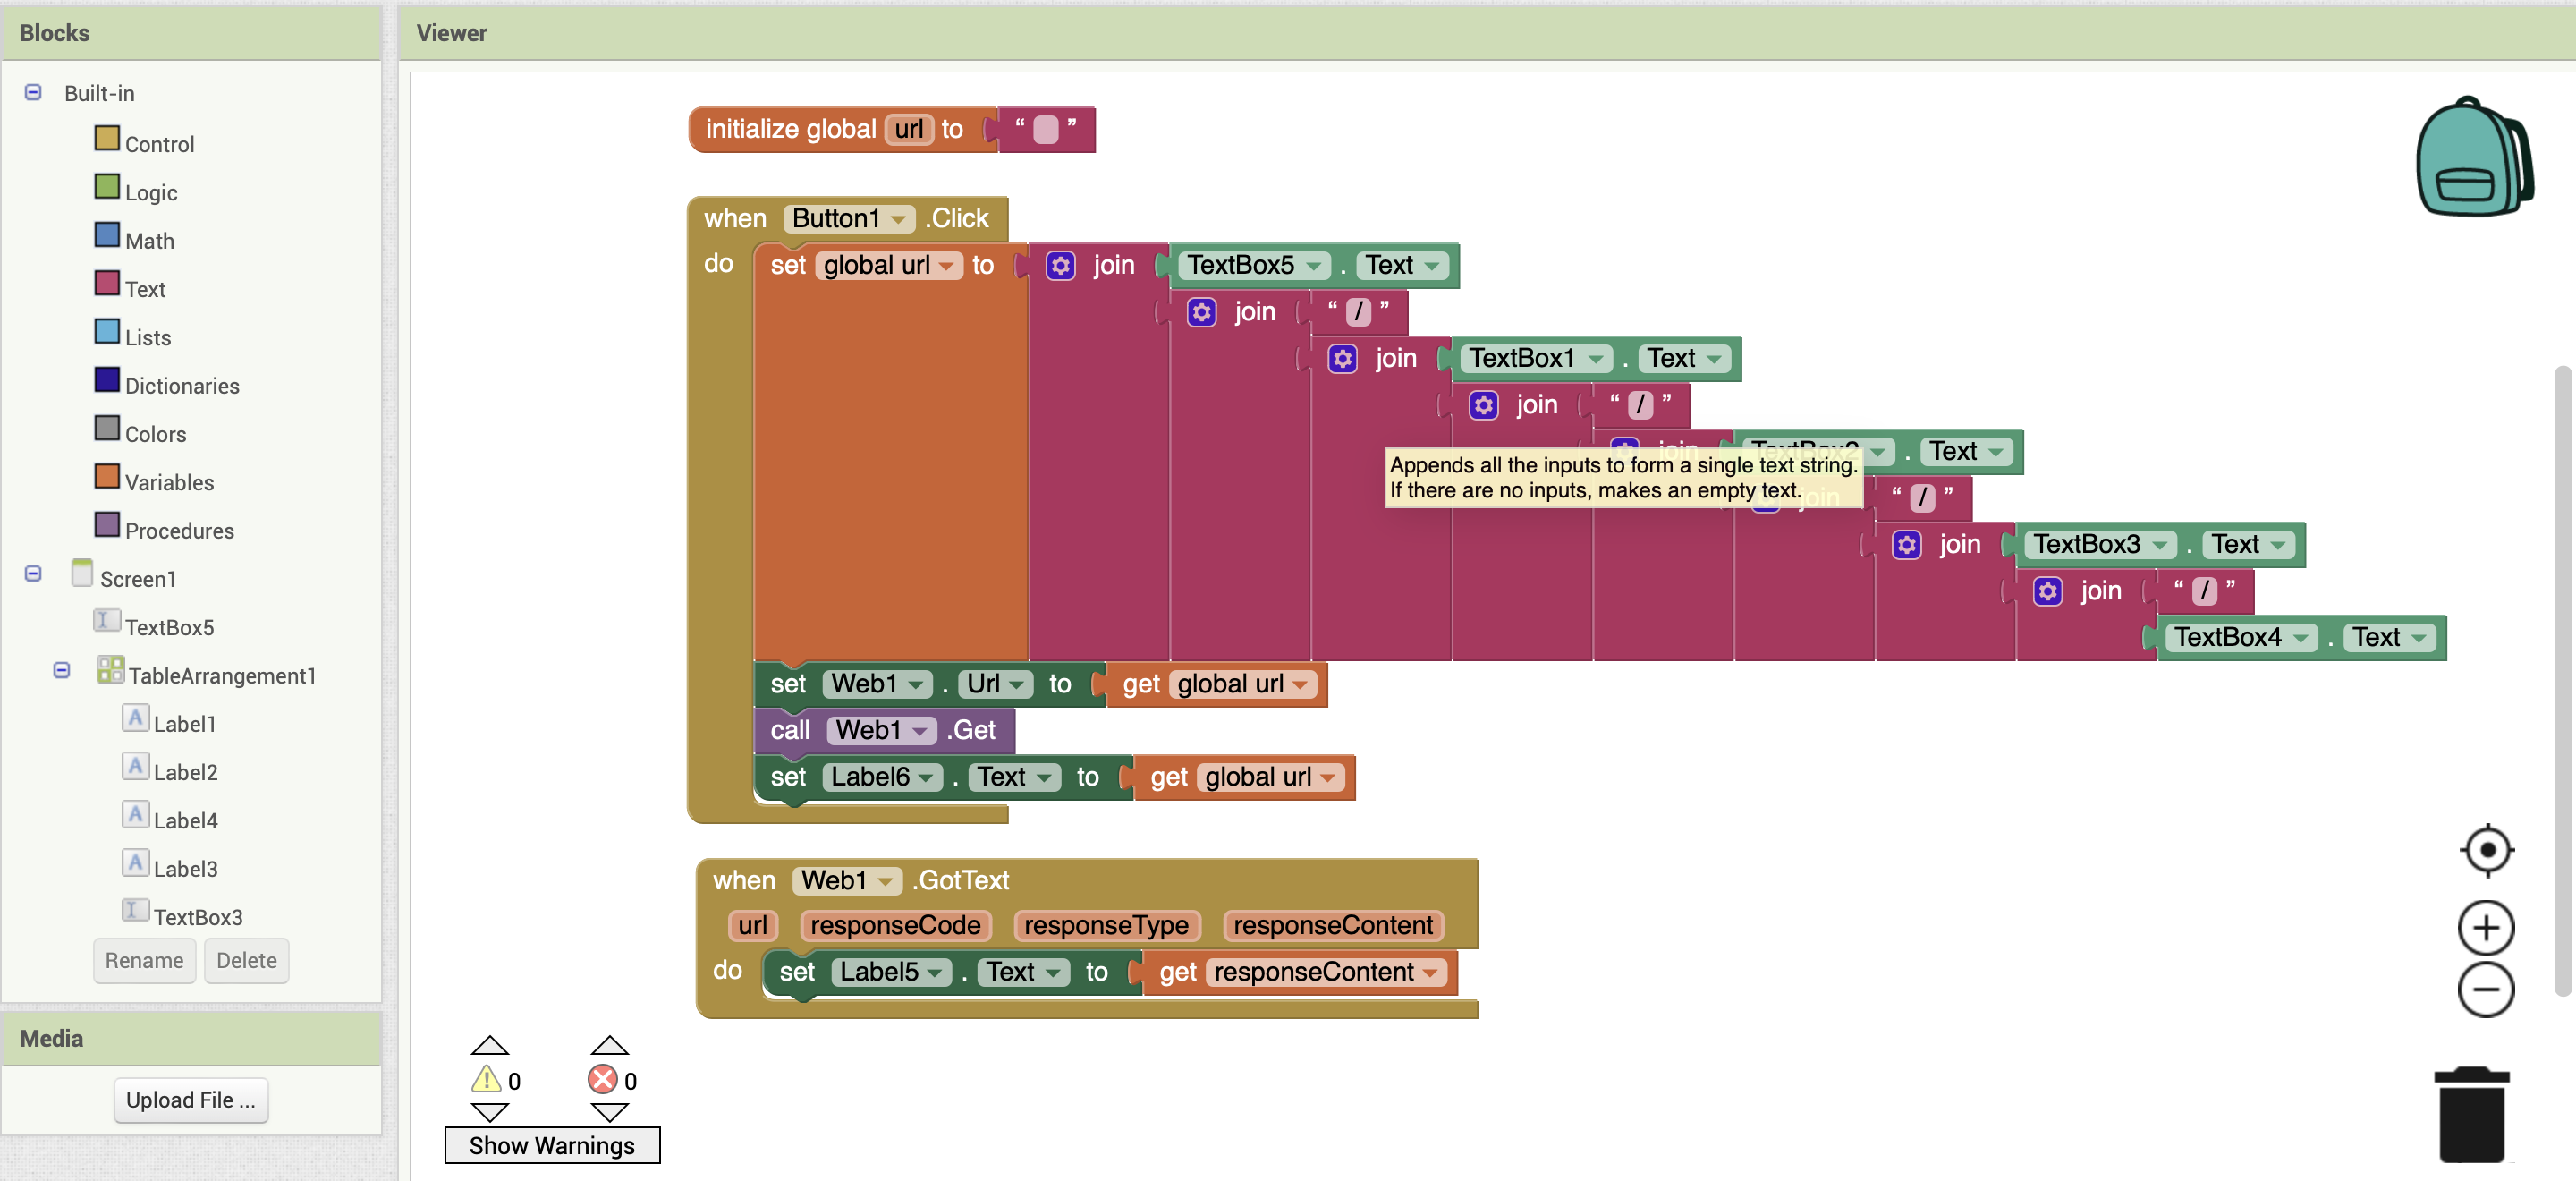 Blocks
Built-in
Control
Logic
Math
Text
Lists
Dictionaries
Colors
Variables
Procedures
Screen1
TextBox5
TableArrangement1
Label1
Label2
Label4
Label3
TextBox3
Rename Delete
Media
Upload File ...
Viewer
initialize global url to “ ”
when Button1 .Click
do set global url to join TextBox5 . Text
join “ / ”
join TextBox1 . Text
join “ / ”
join TextBox2 . Text
Appends all the inputs to form a single text string.
If there are no inputs, makes an empty text.
join “ / ”
join TextBox3 . Text
join “ / ”
TextBox4 . Text
set Web1 . Url to get global url
call Web1 .Get
set Label6 . Text to get global url
when Web1 .GotText
url responseCode responseType responseContent
do set Label5 . Text to get responseContent
0 0
Show Warnings